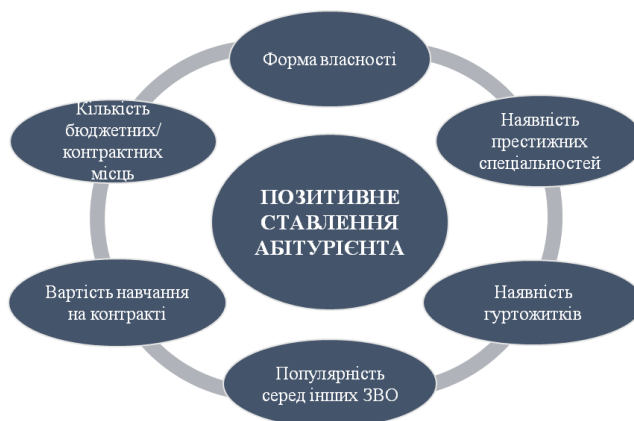 Форма власності
Наявність
престижних
спеціальностей
Наявність
гуртожитків
Популярність
серед інших ЗВО
Вартість навчання
на контракті
Кількість
бюджетних/
контрактних
місць
ПОЗИТИВНЕ
СТАВЛЕННЯ
АБІТУРІЄНТА